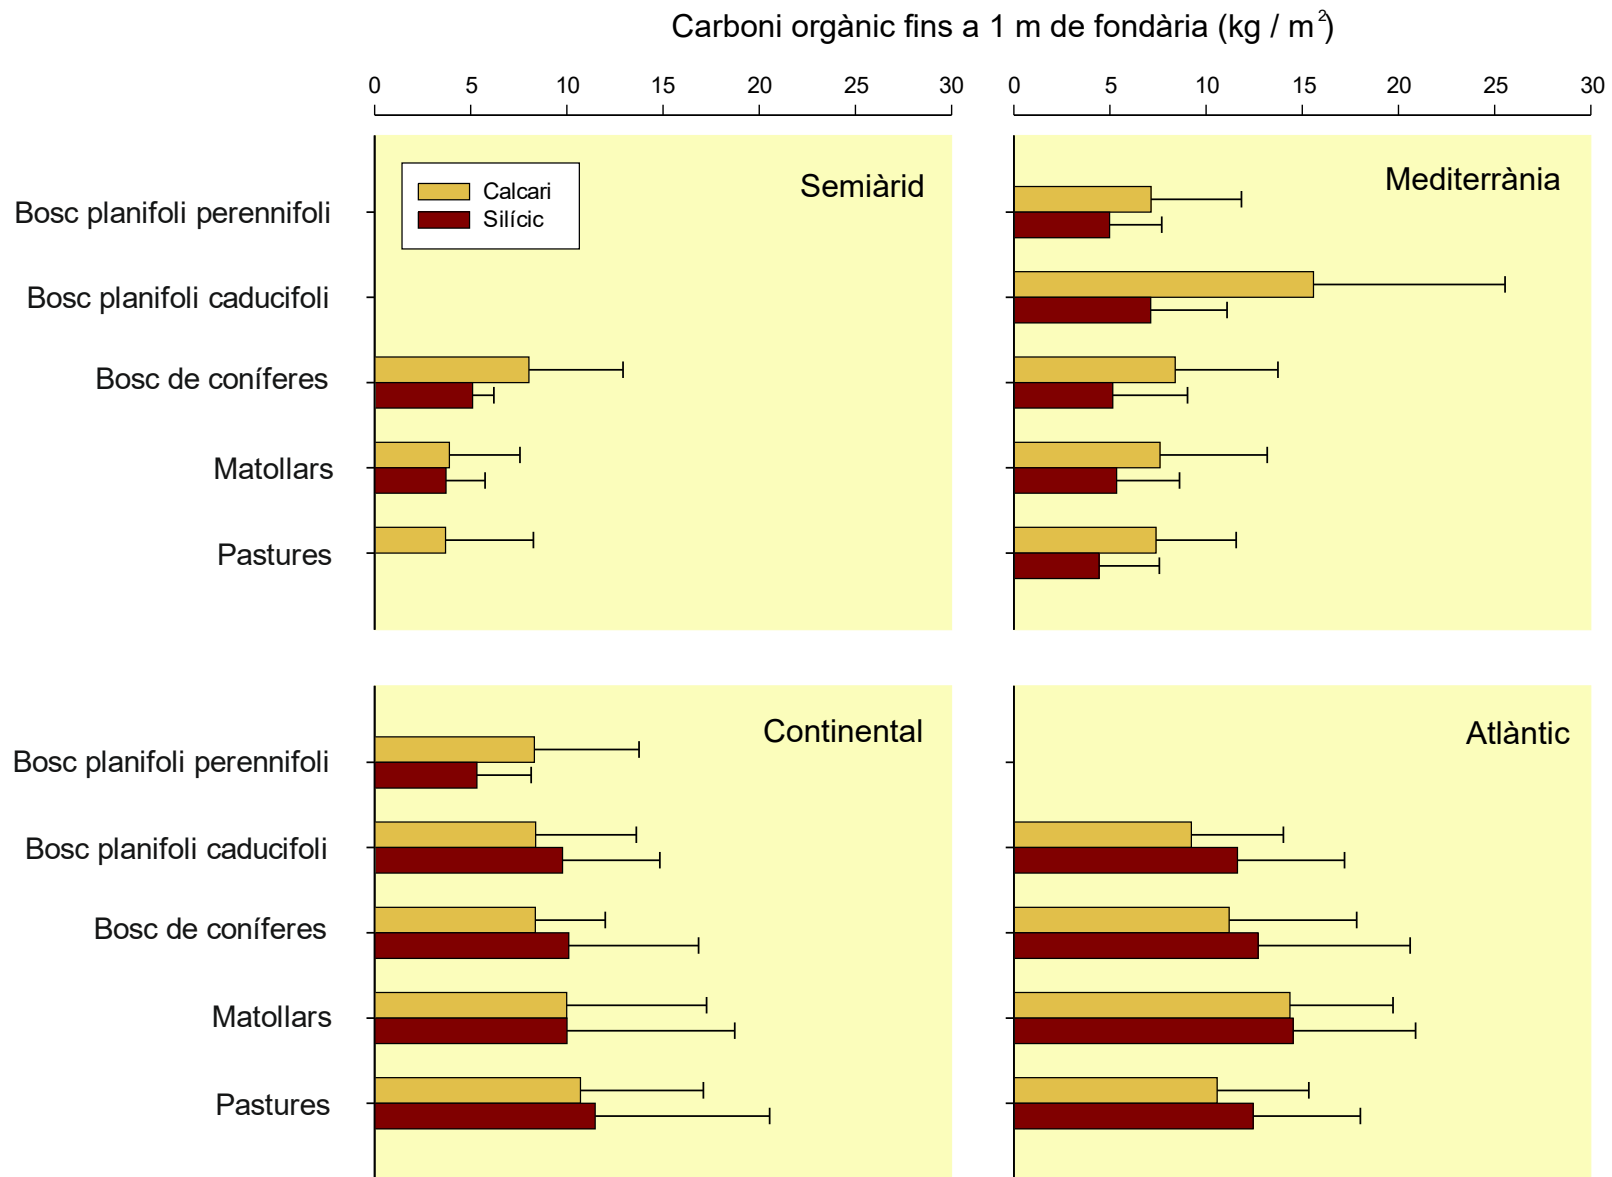 Carboni orgànic fins a 1 m de fondària (kg / m²)
0 5 10 15 20 25 30
0 5 10 15 20 25 30
Semiàrid
Calcari
Silícic
Mediterrània
Bosc planifoli perennifoli
Bosc planifoli caducifoli
Bosc de coníferes
Matollars
Pastures
Continental
Atlàntic
Bosc planifoli perennifoli
Bosc planifoli caducifoli
Bosc de coníferes
Matollars
Pastures